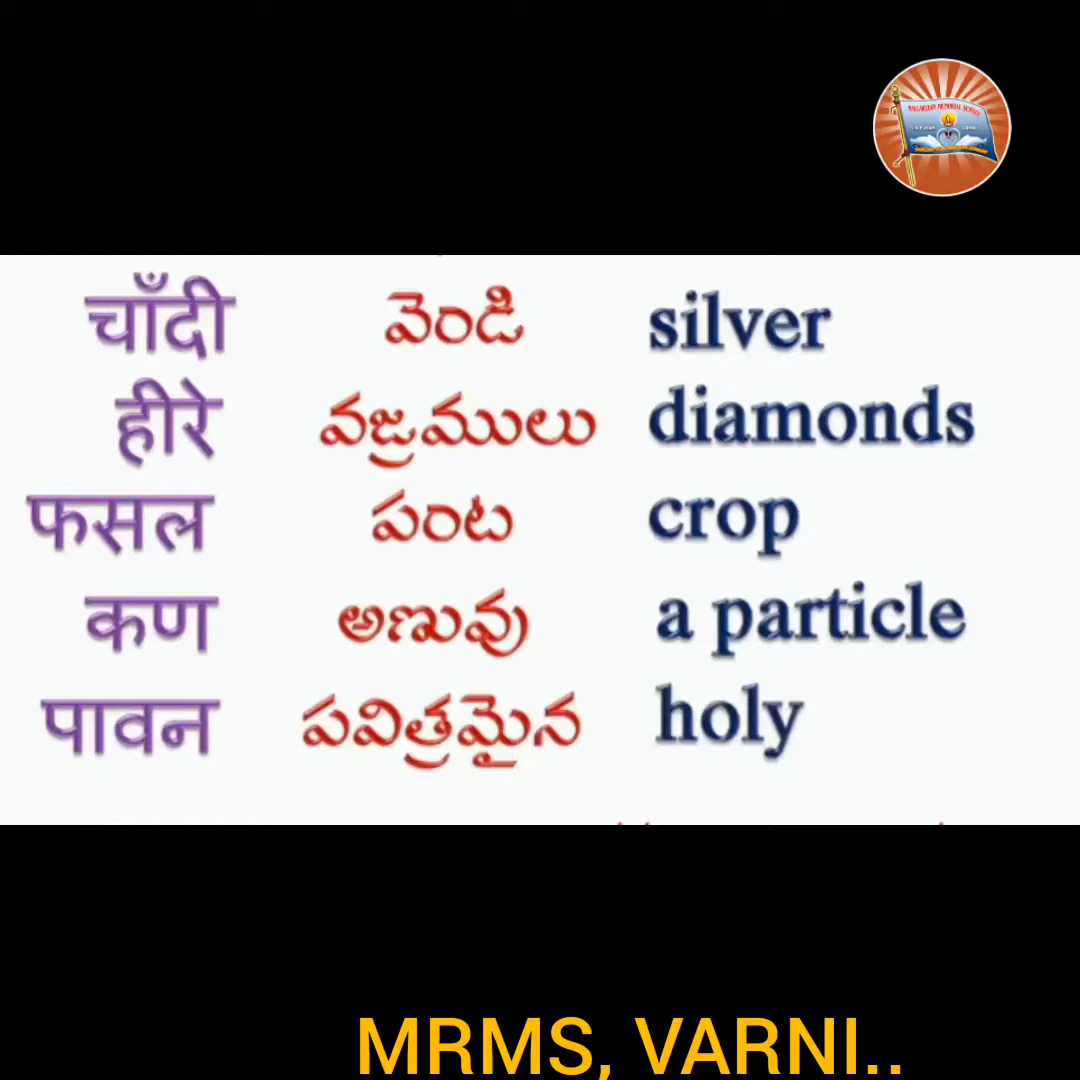 चाँदी వెండి silver
हीरे వజ్రములు diamonds
फसल పంట crop
कण అణువు a particle
पावन పవిత్రమైన holy
MRMS, VARNI..